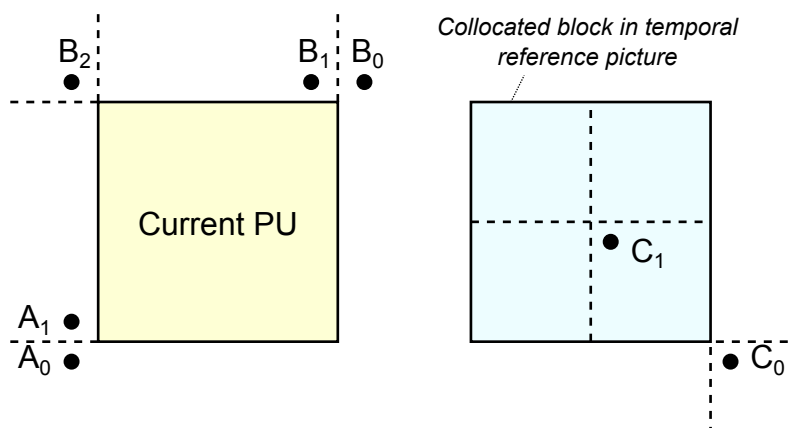 Collocated block in temporal
reference picture
B₂
B₁
B₀
Current PU
A₁
A₀
C₁
C₀